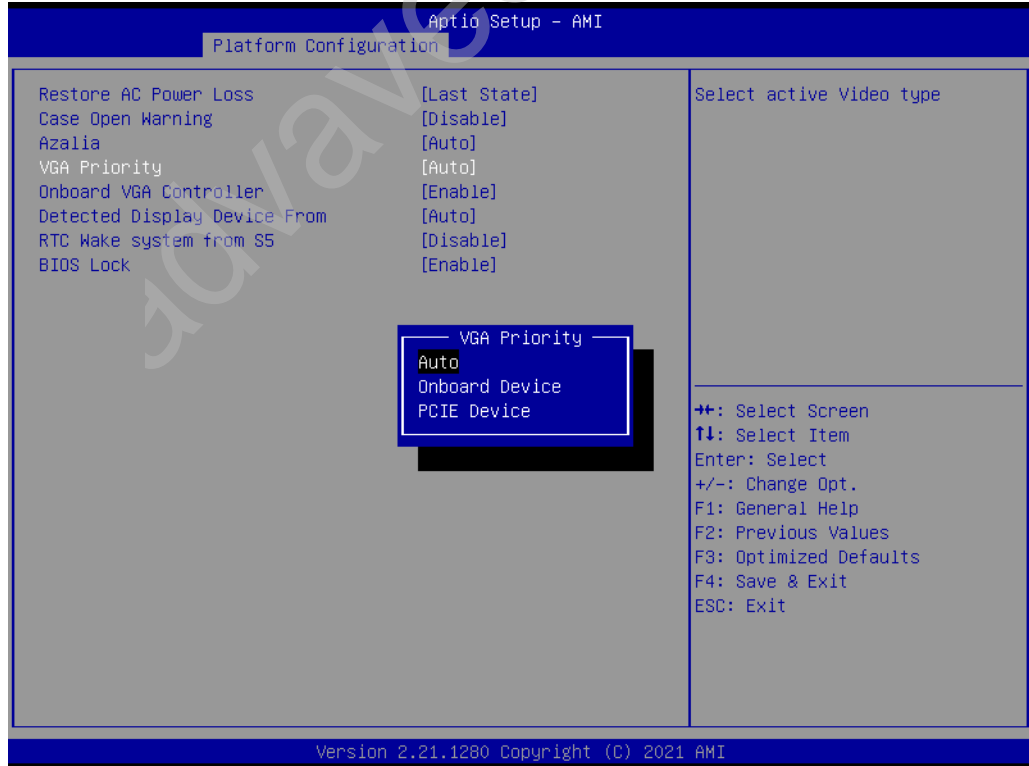 Aptio Setup – AMI
Platform Configuration
Restore AC Power Loss [Last State]
Case Open Warning [Disable]
Azalia [Auto]
VGA Priority [Auto]
Onboard VGA Controller [Enable]
Detected Display Device From [Auto]
RTC Wake system from S5 [Disable]
BIOS Lock [Enable]
VGA Priority
Auto
Onboard Device
PCIE Device
Select active Video type
→←: Select Screen
↑↓: Select Item
Enter: Select
+/-: Change Opt.
F1: General Help
F2: Previous Values
F3: Optimized Defaults
F4: Save & Exit
ESC: Exit
Version 2.21.1280 Copyright (C) 2021 AMI